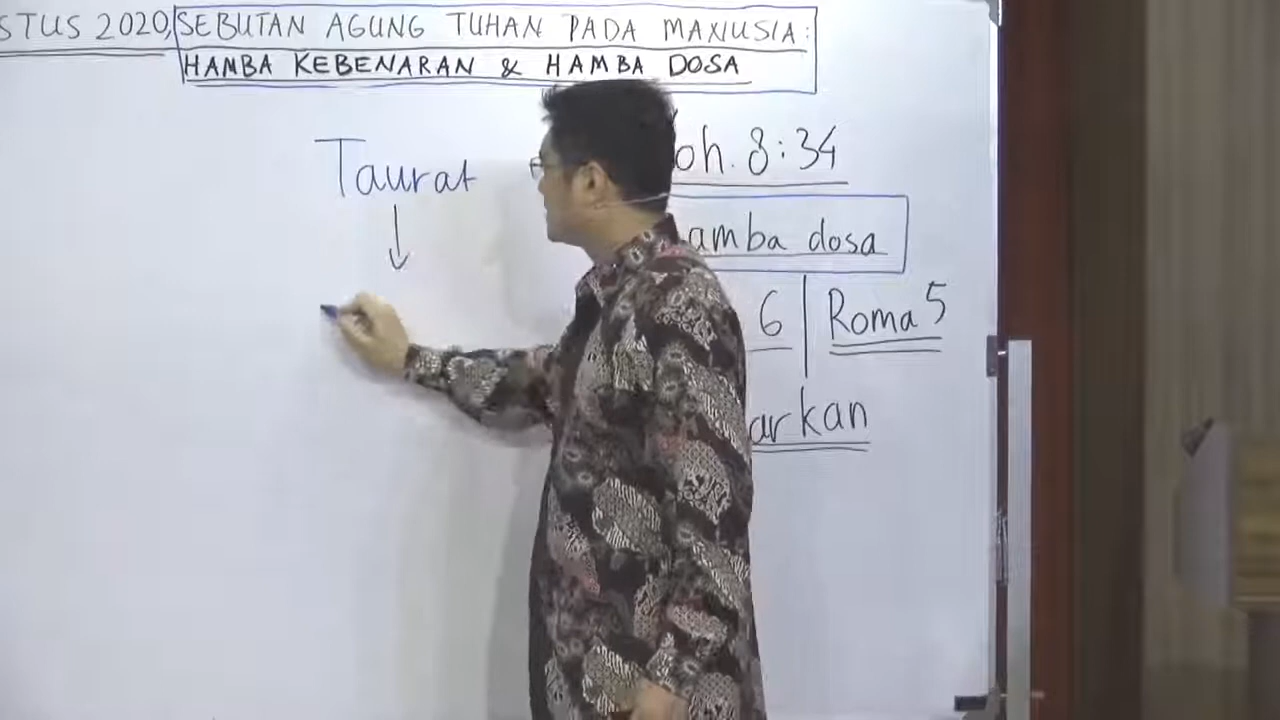 STUS 2020, SEBUTAN AGUNG TUHAN PADA MANUSIA:
HAMBA KEBENARAN & HAMBA DOSA
Taurat
oh. 8:34
amba dosa
6 | Roma 5
arkan